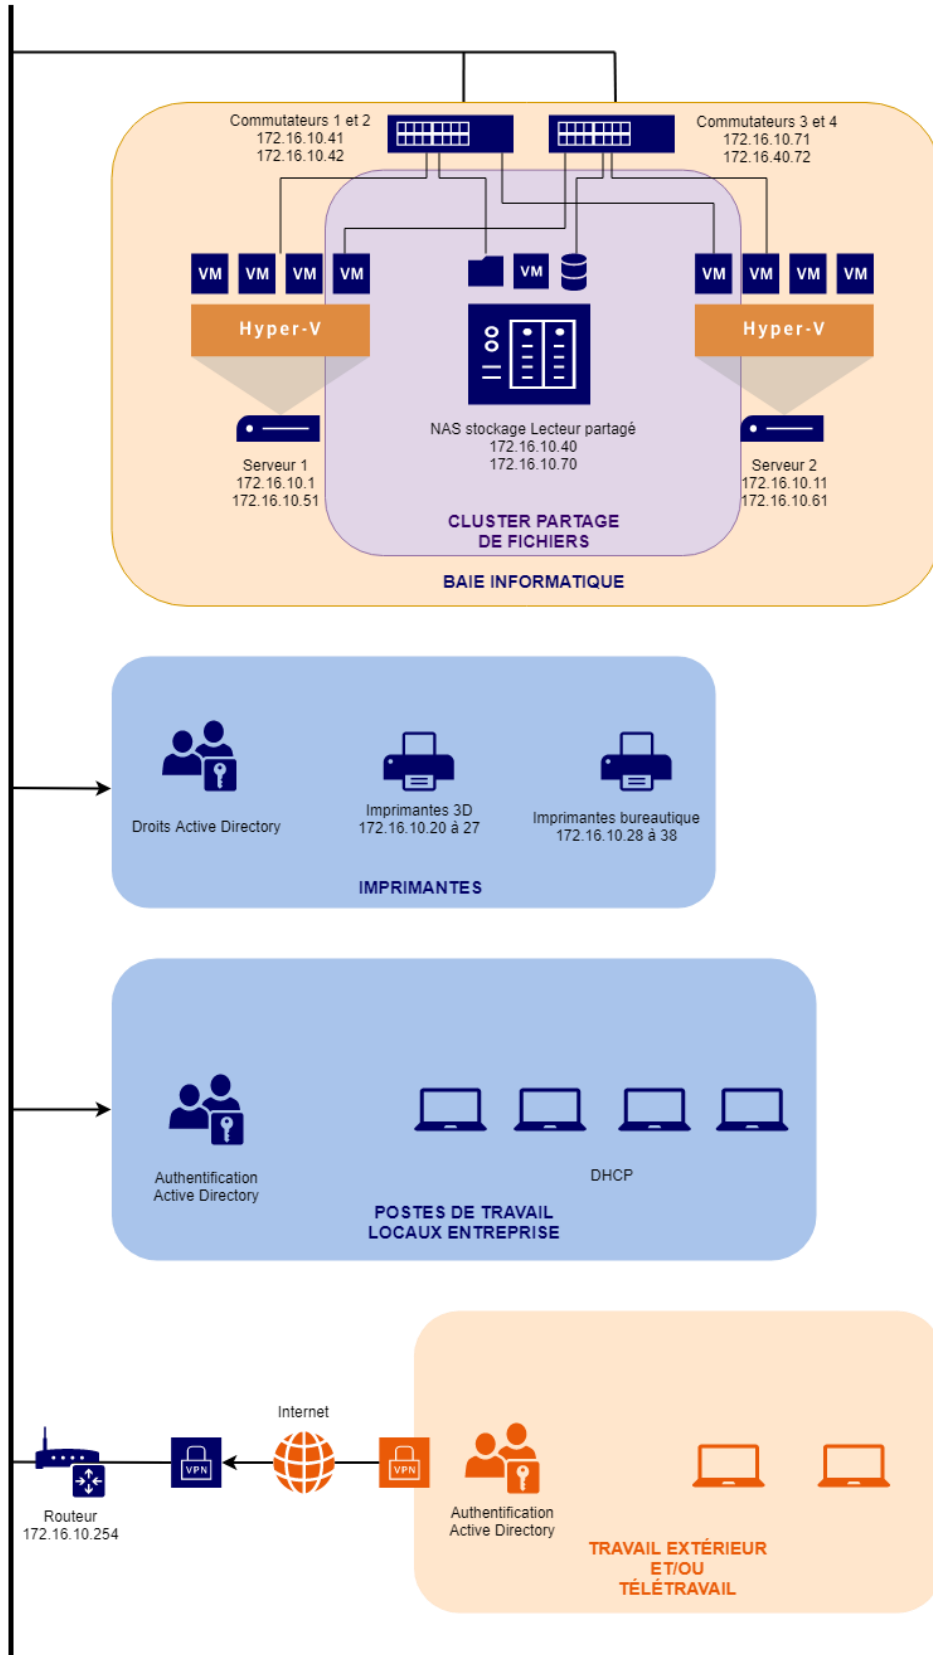 Commutateurs 1 et 2
172.16.10.41
172.16.10.42
Commutateurs 3 et 4
172.16.10.71
172.16.40.72
VM VM VM VM
VM
VM VM VM VM
Hyper-V
Hyper-V
NAS stockage Lecteur partagé
172.16.10.40
172.16.10.70
Serveur 1
172.16.10.1
172.16.10.51
Serveur 2
172.16.10.11
172.16.10.61
CLUSTER PARTAGE
DE FICHIERS
BAIE INFORMATIQUE
Droits Active Directory
Imprimantes 3D
172.16.10.20 à 27
Imprimantes bureautique
172.16.10.28 à 38
IMPRIMANTES
Authentification
Active Directory
DHCP
POSTES DE TRAVAIL
LOCAUX ENTREPRISE
Internet
VPN
VPN
Routeur
172.16.10.254
Authentification
Active Directory
TRAVAIL EXTÉRIEUR
ET/OU
TÉLÉTRAVAIL